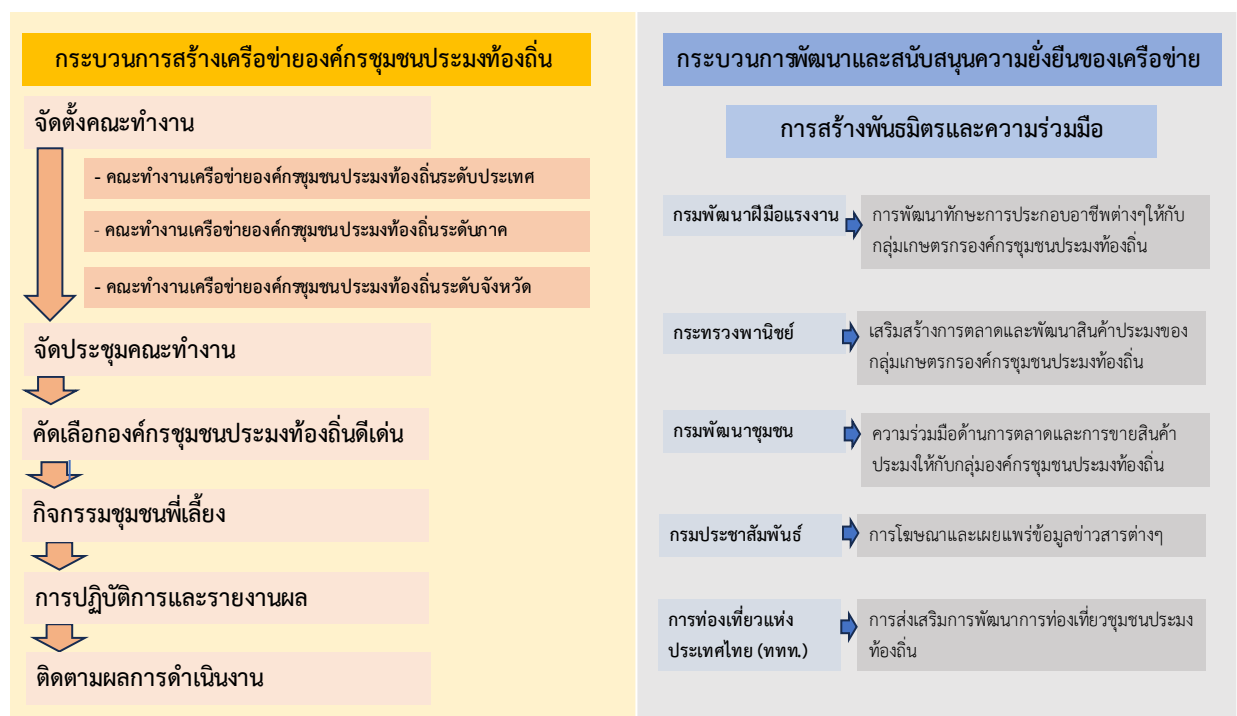 กระบวนการสร้างเครือข่ายองค์กรชุมชนประมงท้องถิ่น
จัดตั้งคณะทำงาน
- คณะทำงานเครือข่ายองค์กรชุมชนประมงท้องถิ่นระดับประเทศ
- คณะทำงานเครือข่ายองค์กรชุมชนประมงท้องถิ่นระดับภาค
- คณะทำงานเครือข่ายองค์กรชุมชนประมงท้องถิ่นระดับจังหวัด
จัดประชุมคณะทำงาน
คัดเลือกองค์กรชุมชนประมงท้องถิ่นดีเด่น
กิจกรรมชุมชนพี่เลี้ยง
การปฏิบัติการและรายงานผล
ติดตามผลการดำเนินงาน
กระบวนการพัฒนาและสนับสนุนความยั่งยืนของเครือข่าย
การสร้างพันธมิตรและความร่วมมือ
กรมพัฒนาฝีมือแรงงาน
การพัฒนาทักษะการประกอบอาชีพต่างๆให้กับ
กลุ่มเกษตรกรองค์กรชุมชนประมงท้องถิ่น
กระทรวงพานิชย์
เสริมสร้างการตลาดและพัฒนาสินค้าประมงของ
กลุ่มเกษตรกรองค์กรชุมชนประมงท้องถิ่น
กรมพัฒนาชุมชน
ความร่วมมือด้านการตลาดและการขายสินค้า
ประมงให้กับกลุ่มองค์กรชุมชนประมงท้องถิ่น
กรมประชาสัมพันธ์
การโฆษณาและเผยแพร่ข้อมูลข่าวสารต่างๆ
การท่องเที่ยวแห่ง
ประเทศไทย (ททท.)
การส่งเสริมการพัฒนาการท่องเที่ยวชุมชนประมง
ท้องถิ่น